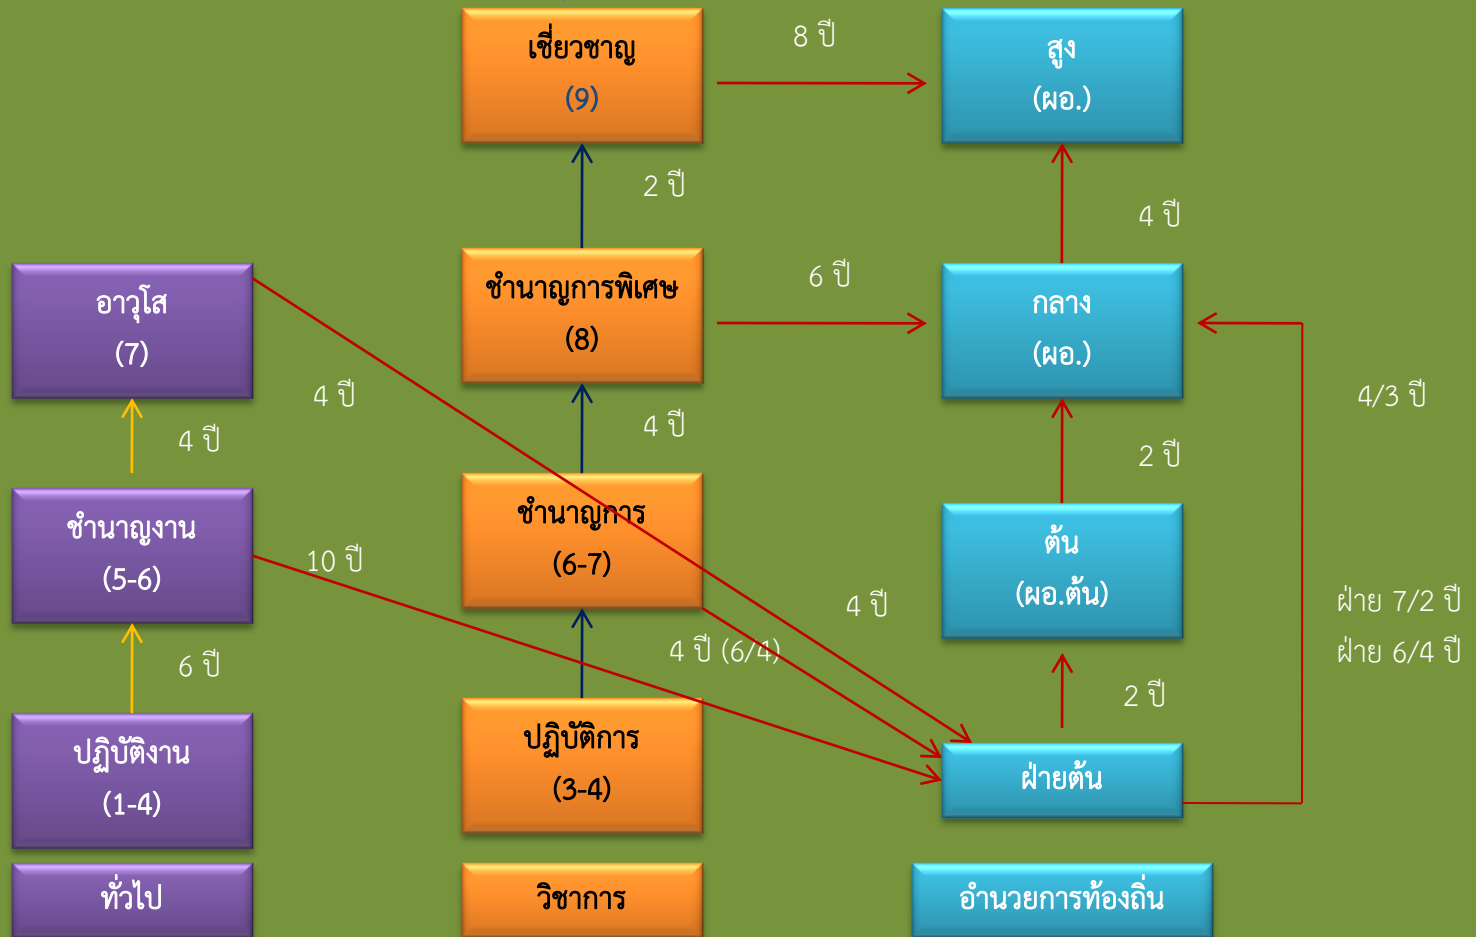 เชี่ยวชาญ
(9)
8 ปี
สูง
(ผอ.)
2 ปี
4 ปี
อาวุโส
(7)
ชำนาญการพิเศษ
(8)
6 ปี
กลาง
(ผอ.)
4 ปี
4 ปี
4 ปี
4/3 ปี
2 ปี
ชำนาญงาน
(5-6)
10 ปี
ชำนาญการ
(6-7)
ต้น
(ผอ.ต้น)
6 ปี
4 ปี (6/4)
4 ปี
ฝ่าย 7/2 ปี
ฝ่าย 6/4 ปี
2 ปี
ปฏิบัติงาน
(1-4)
ปฏิบัติการ
(3-4)
ฝ่ายต้น
ทั่วไป
วิชาการ
อำนวยการท้องถิ่น